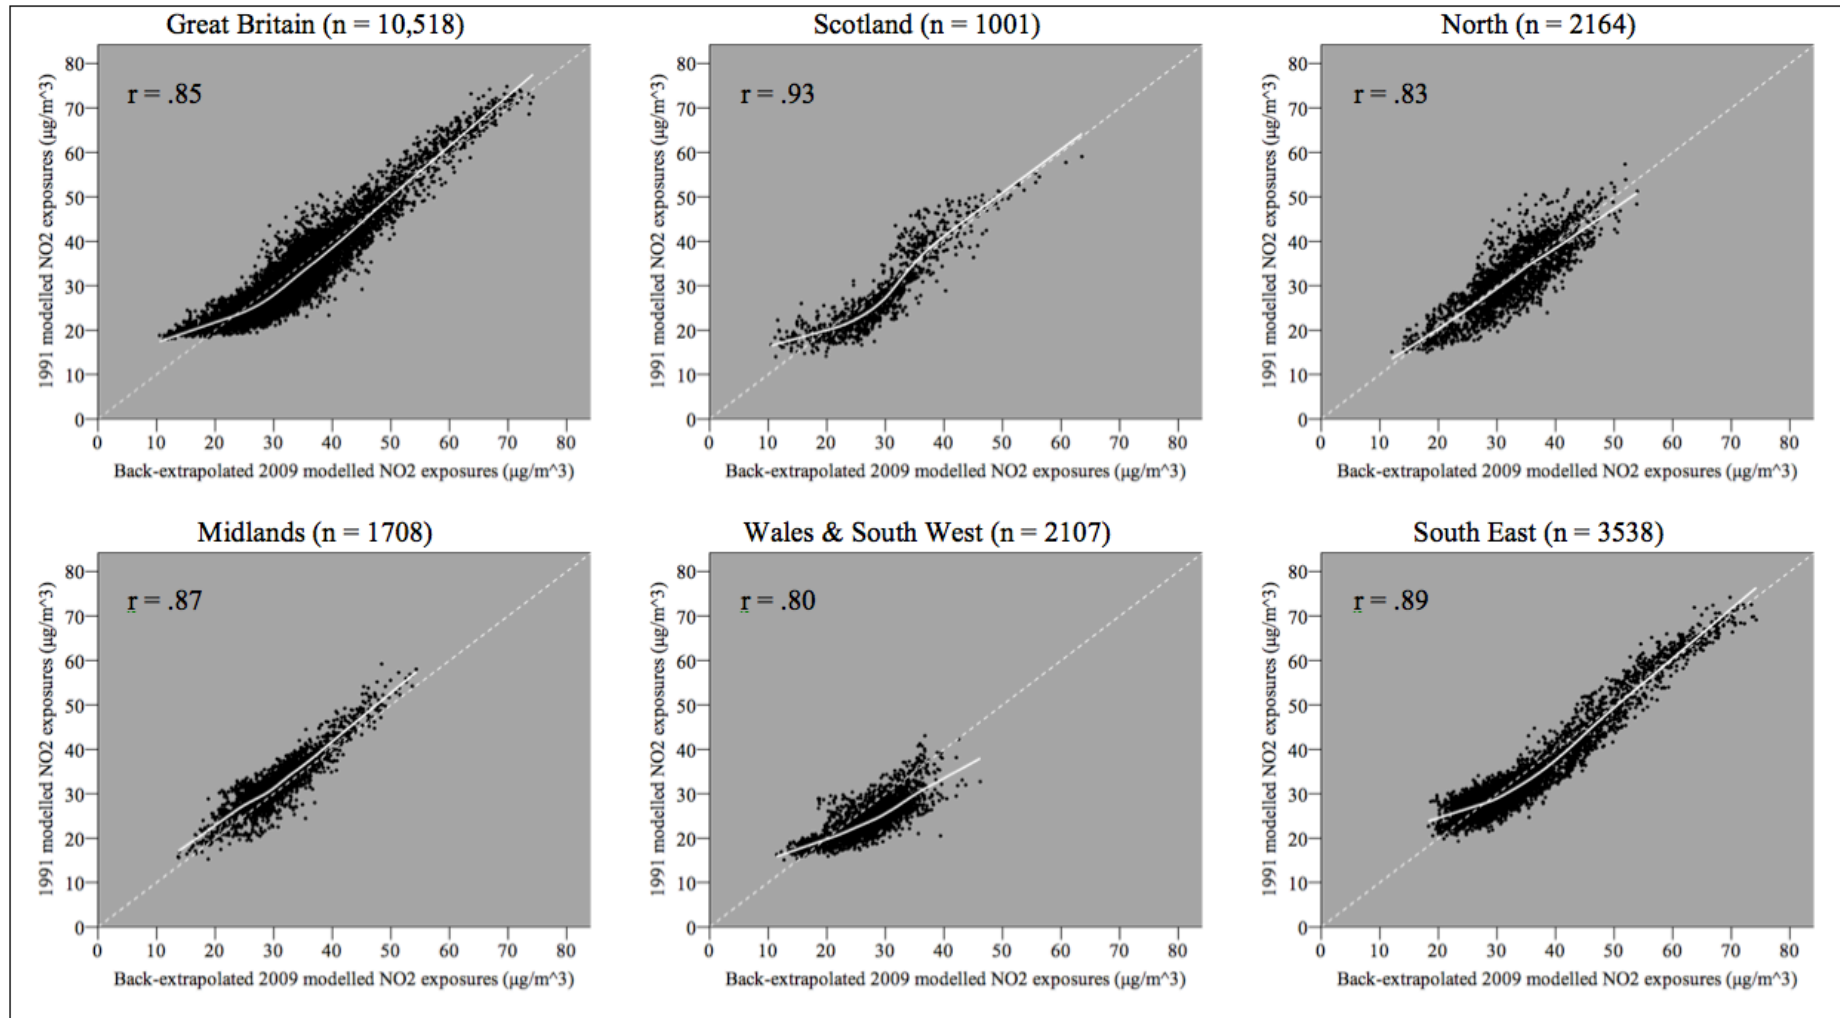 Great Britain (n = 10,518)
r = .85
1991 modelled NO2 exposures (µg/m^3)
80
70
60
50
40
30
20
10
0
0 10 20 30 40 50 60 70 80
Back-extrapolated 2009 modelled NO2 exposures (µg/m^3)
Scotland (n = 1001)
r = .93
1991 modelled NO2 exposures (µg/m^3)
80
70
60
50
40
30
20
10
0
0 10 20 30 40 50 60 70 80
Back-extrapolated 2009 modelled NO2 exposures (µg/m^3)
North (n = 2164)
r = .83
1991 modelled NO2 exposures (µg/m^3)
80
70
60
50
40
30
20
10
0
0 10 20 30 40 50 60 70 80
Back-extrapolated 2009 modelled NO2 exposures (µg/m^3)
Midlands (n = 1708)
r = .87
1991 modelled NO2 exposures (µg/m^3)
80
70
60
50
40
30
20
10
0
0 10 20 30 40 50 60 70 80
Back-extrapolated 2009 modelled NO2 exposures (µg/m^3)
Wales & South West (n = 2107)
r = .80
1991 modelled NO2 exposures (µg/m^3)
80
70
60
50
40
30
20
10
0
0 10 20 30 40 50 60 70 80
Back-extrapolated 2009 modelled NO2 exposures (µg/m^3)
South East (n = 3538)
r = .89
1991 modelled NO2 exposures (µg/m^3)
80
70
60
50
40
30
20
10
0
0 10 20 30 40 50 60 70 80
Back-extrapolated 2009 modelled NO2 exposures (µg/m^3)